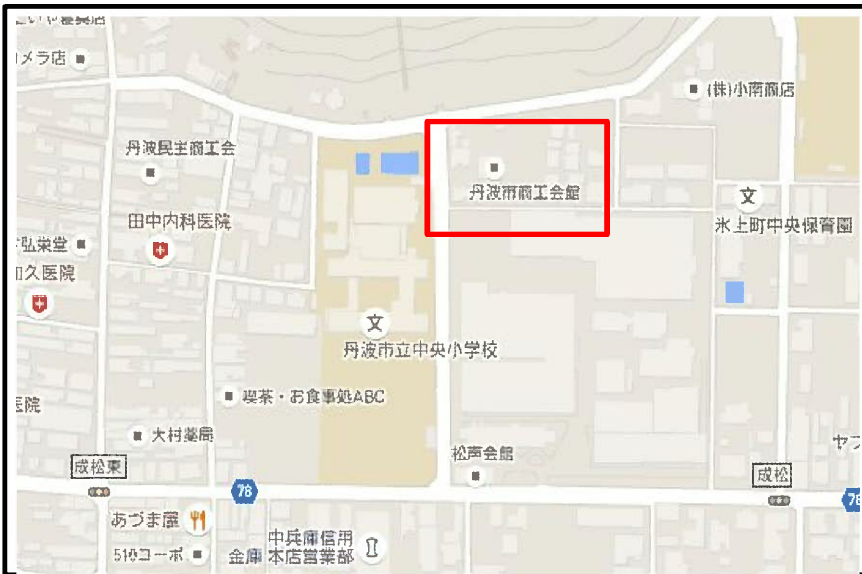 メラ店
(株)小南商店
丹波民主商工会
丹波市商工会館
文
田中内科医院
氷上町中央保育園
弘栄堂
久医院
文
丹波市立中央小学校
喫茶・お食事処ABC
医院
大村薬局
松声会館
成松東
成松
ヤフ
78
78
あづま屋
中兵庫信用
金庫 本店営業部